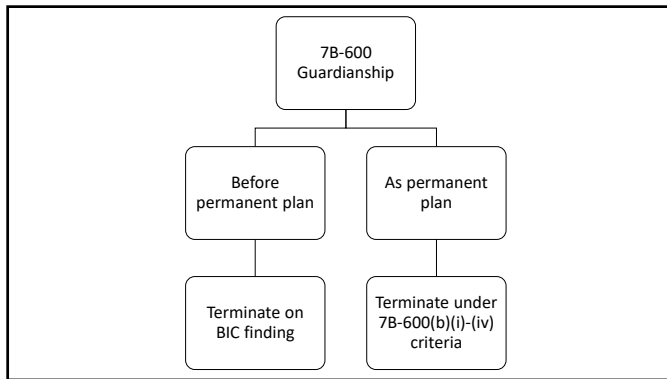 7B-600
Guardianship
Before
permanent plan
As permanent
plan
Terminate on
BIC finding
Terminate under
7B-600(b)(i)-(iv)
criteria